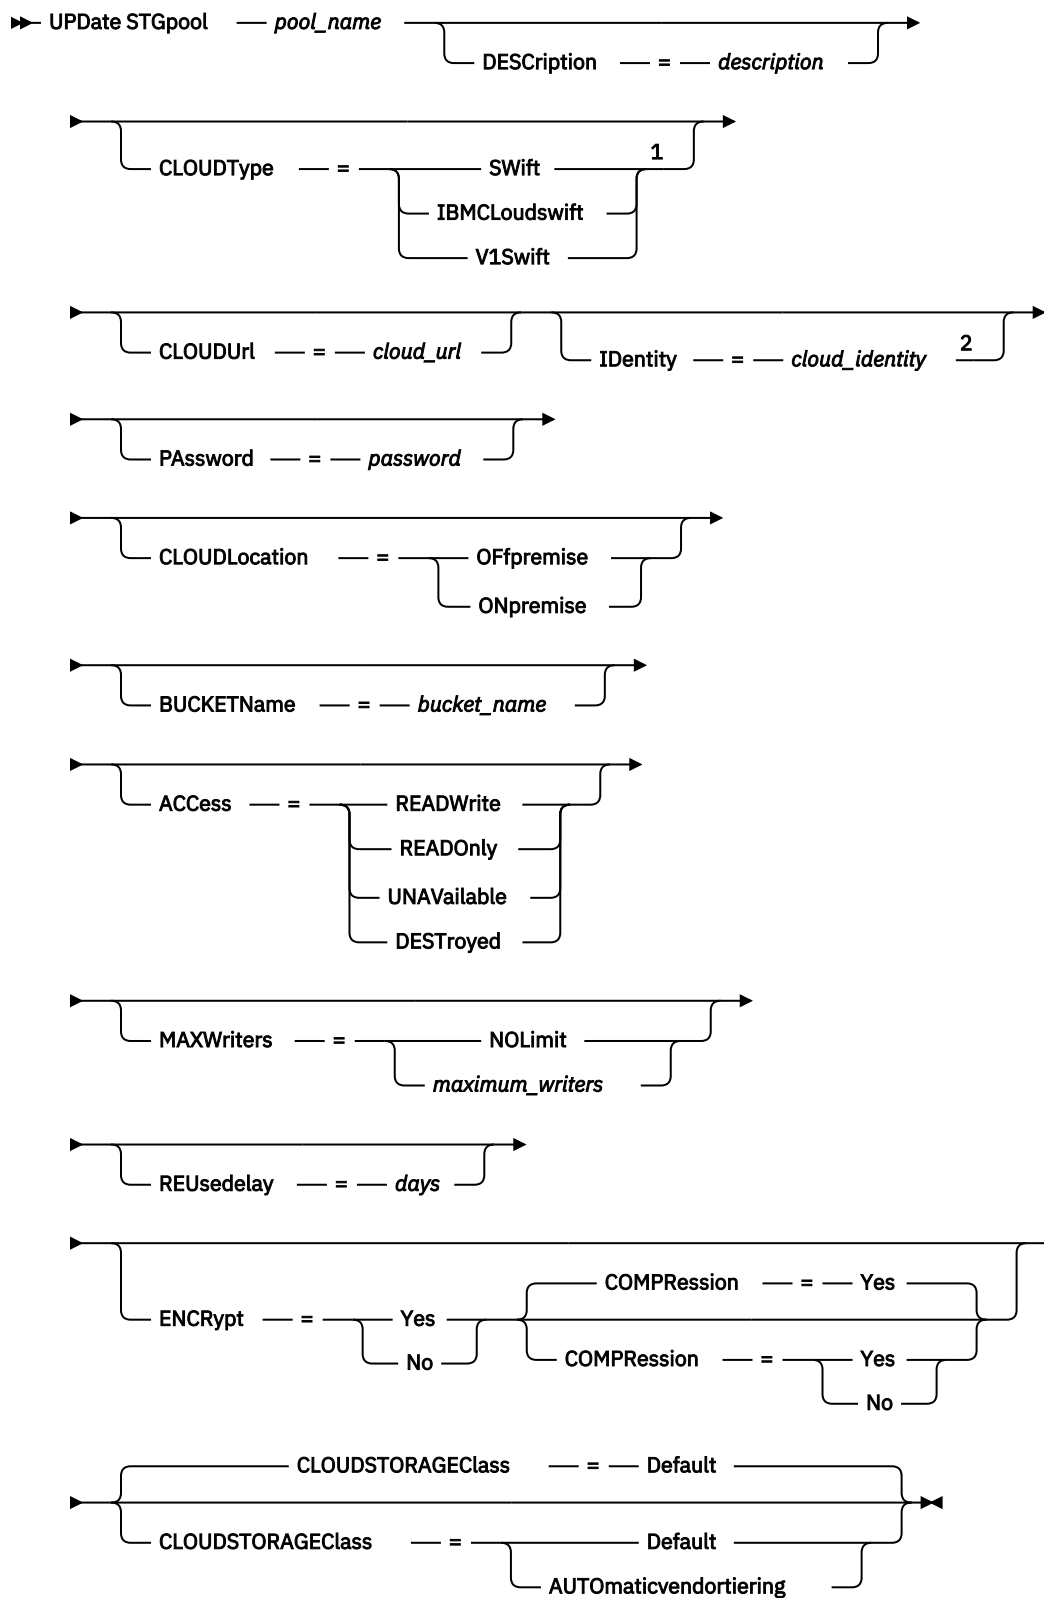 UPDate STGpool pool_name
DESCription = description
CLOUDType = SWift 1
IBMCLoudswift
V1Swift
CLOUDUrl = cloud_url IDentity = cloud_identity 2
PAssword = password
CLOUDLocation = OFfpremise
ONpremise
BUCKETName = bucket_name
ACCess = READWrite
READOnly
UNAVailable
DESTroyed
MAXWriters = NOLimit
maximum_writers
REUsedelay = days
COMPRession = Yes
ENCRypt = Yes
No COMPRession = Yes
No
CLOUDSTORAGEClass = Default
CLOUDSTORAGEClass = Default
AUTOmaticvendortiering